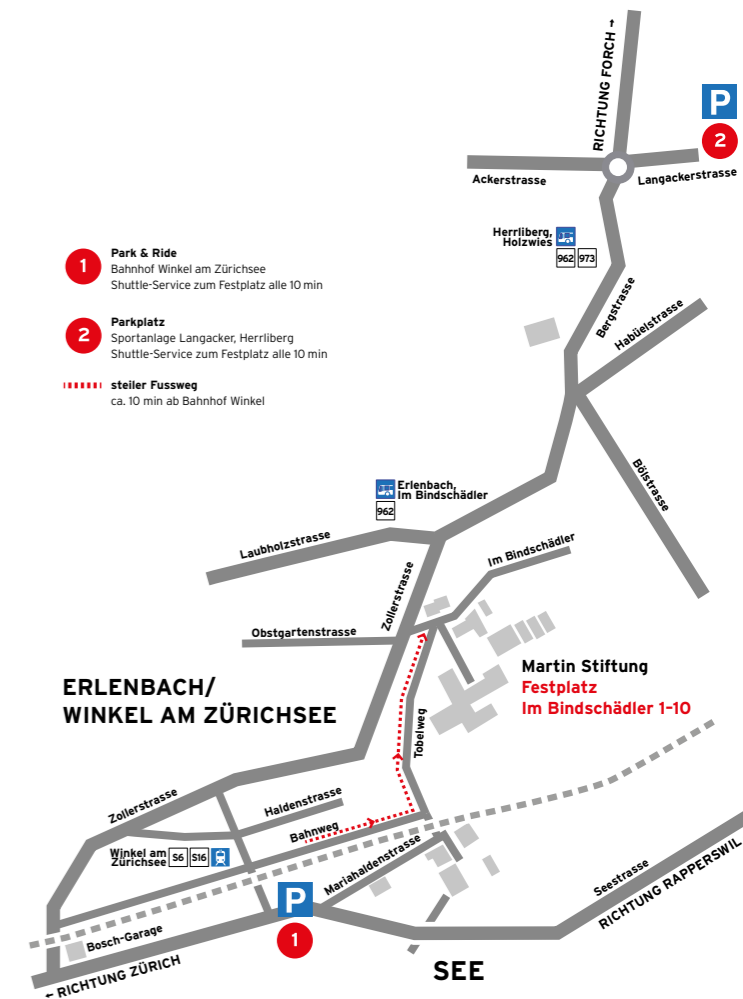 RICHTUNG FORCH →
P
2
Ackerstrasse
Langackerstrasse
Herrliberg,
Holzwies
962 973
1
Park & Ride
Bahnhof Winkel am Zürichsee
Shuttle-Service zum Festplatz alle 10 min
2
Parkplatz
Sportanlage Langacker, Herrliberg
Shuttle-Service zum Festplatz alle 10 min
steiler Fussweg
ca. 10 min ab Bahnhof Winkel
Bergstrasse
Habüelstrasse
Bölstrasse
Erlenbach,
Im Bindschädler
962
Laubholzstrasse
Zollerstrasse
Im Bindschädler
Obstgartenstrasse
Martin Stiftung
Festplatz
Im Bindschädler 1-10
ERLENBACH/
WINKEL AM ZÜRICHSEE
Tobelweg
Zollerstrasse
Haldenstrasse
Bahnweg
Winkel am
Zürichsee
S6 S16
Mariahaldenstrasse
Seestrasse
RICHTUNG RAPPERSWIL
P
1
Bosch-Garage
← RICHTUNG ZÜRICH
SEE